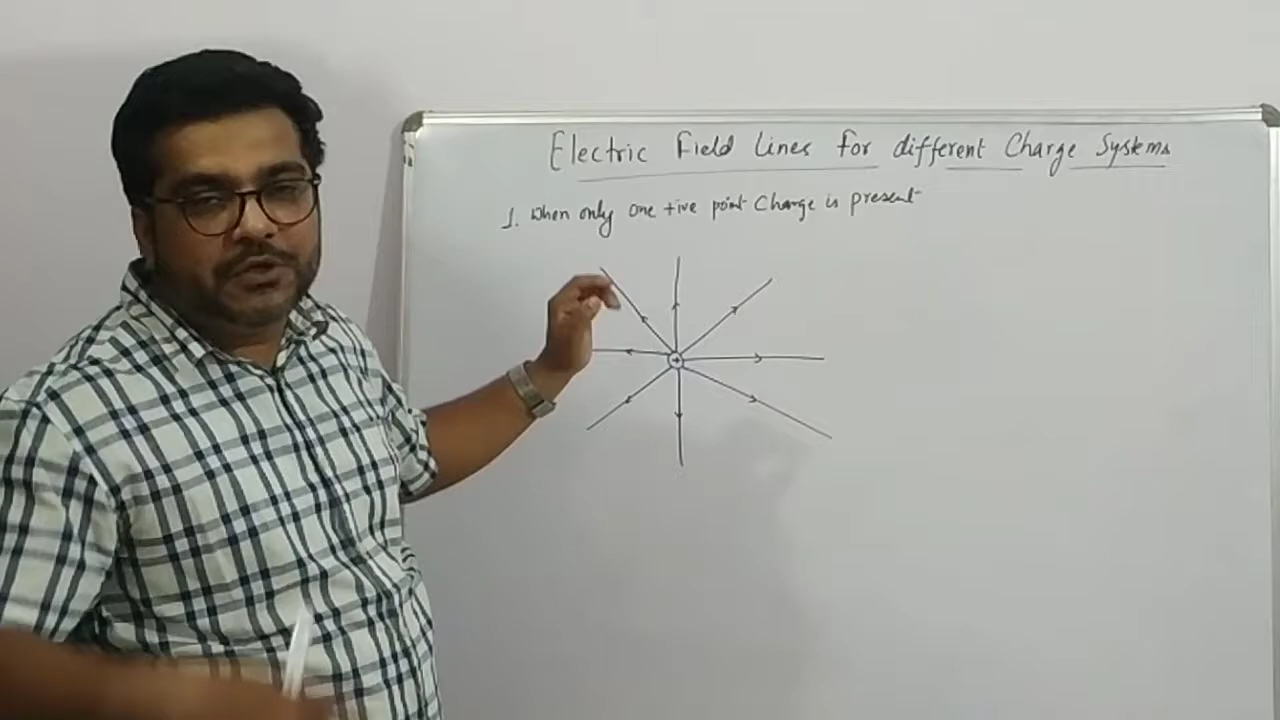 Electric Field Lines For different Charge Systems
1. When only one +ive point Charge is present
+